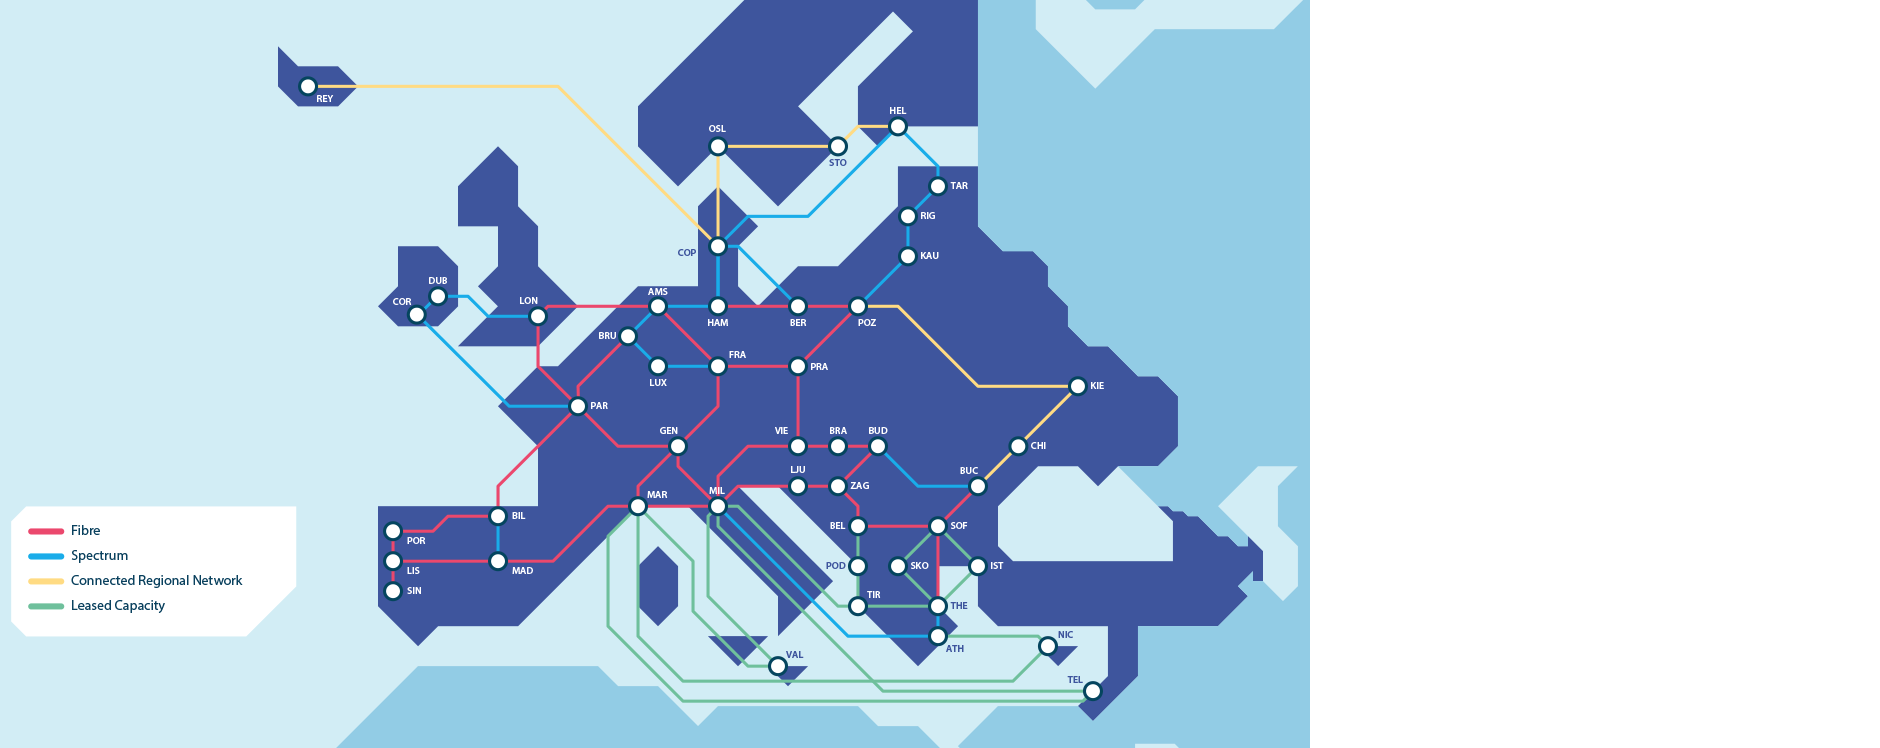 REY
HEL
OSL
STO
TAR
RIG
COP
KAU
DUB
AMS
COR
LON
HAM
BER
POZ
BRU
FRA
PRA
LUX
KIE
PAR
GEN
VIE
BRA
BUD
CHI
LJU
BUC
MAR
MIL
ZAG
BIL
BEL
SOF
POR
LIS
MAD
POD
SKO
IST
SIN
TIR
THE
NIC
ATH
VAL
TEL
Fibre
Spectrum
Connected Regional Network
Leased Capacity